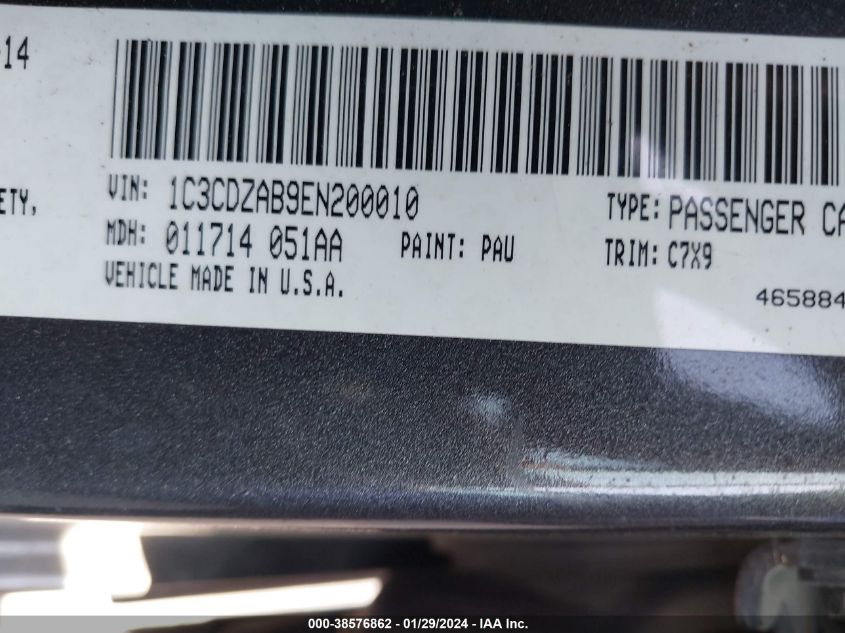 -14
ETY,
VIN: 1C3CDZAB9EN200010
TYPE: PASSENGER CA
MDH: 011714 051AA
PAINT: PAU
TRIM: C7X9
VEHICLE MADE IN U.S.A.
465884
000-38576862 - 01/29/2024 - IAA Inc.